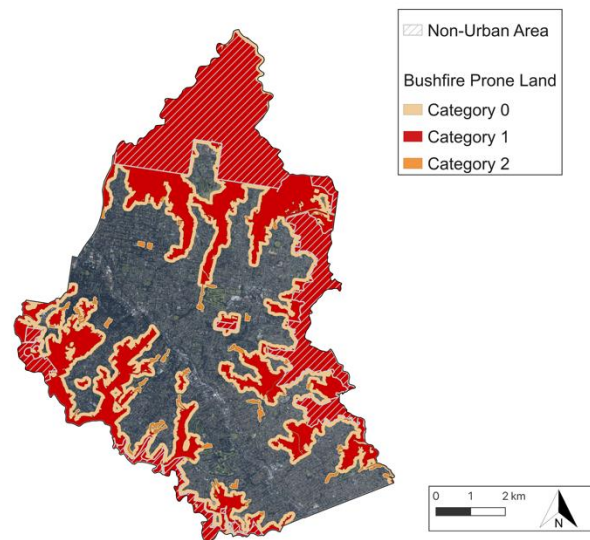 Non-Urban Area
Bushfire Prone Land
Category 0
Category 1
Category 2
0 1 2 km
N